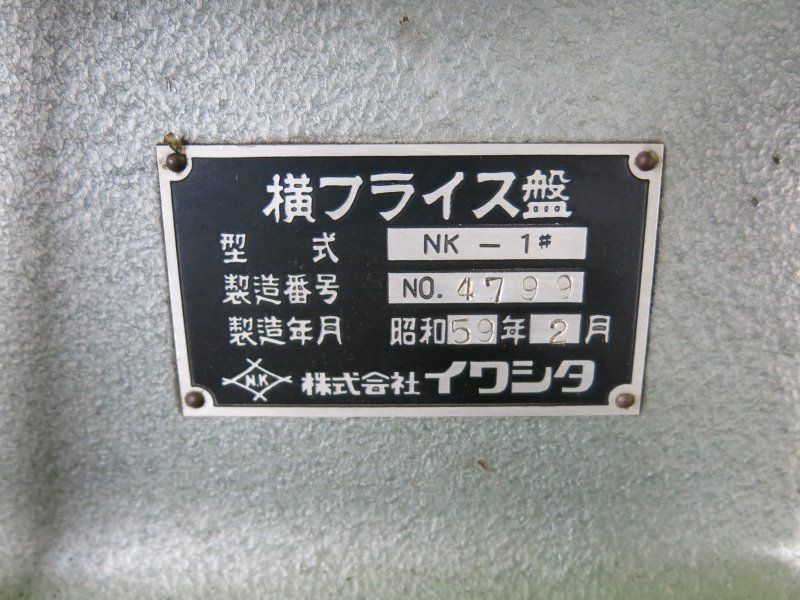 横フライス盤
型式 NK-1#
製造番号 NO. 4799
製造年月 昭和59年2月
N.K 株式会社イワシタ